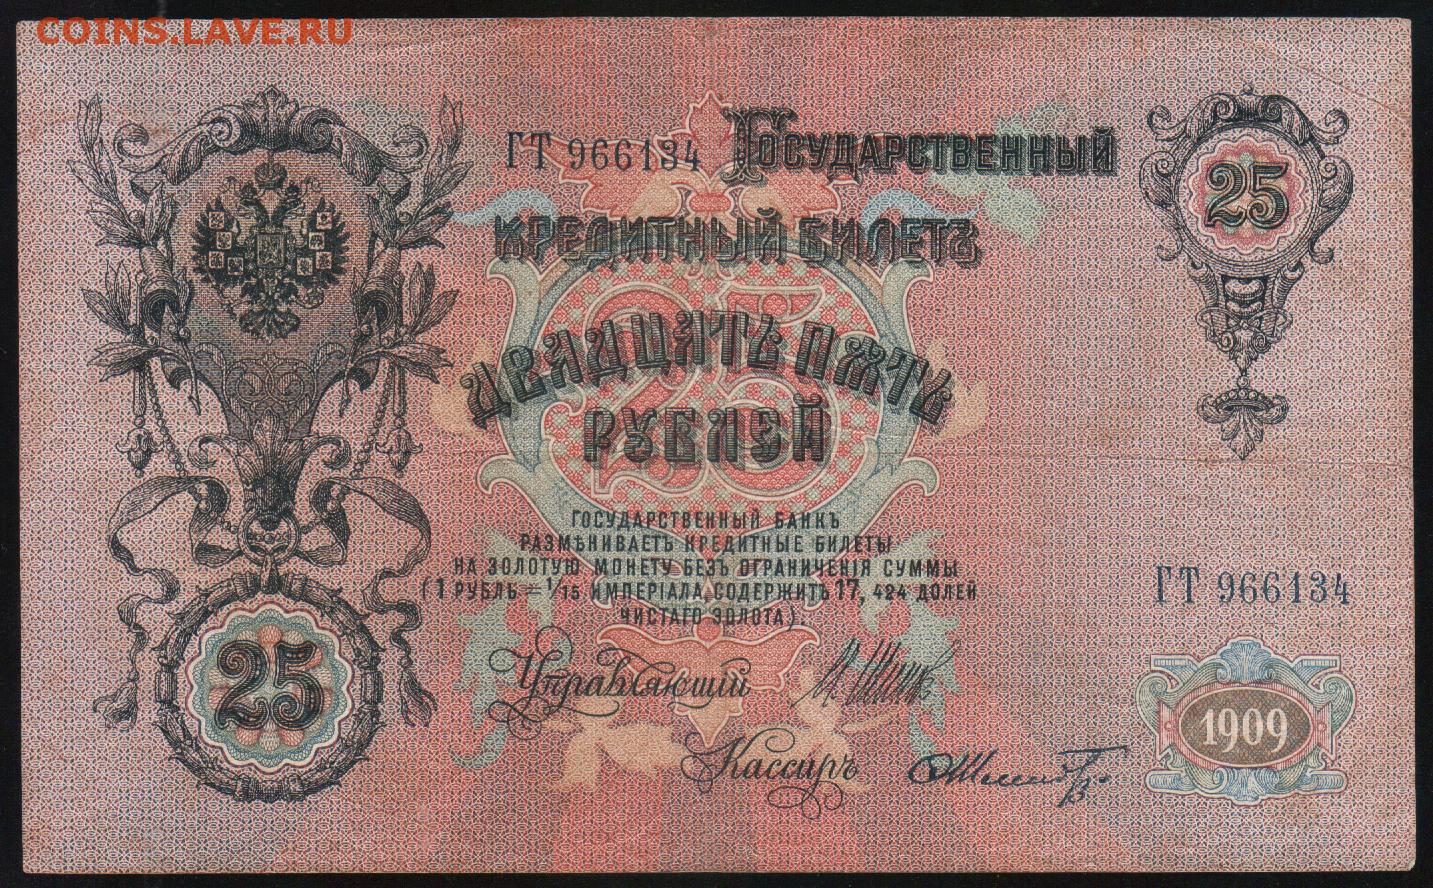 COINS.LAVE.RU
ГТ 966134 Государственный
кредитный билетъ
двадцать пять
рублей
25
ГОСУДАРСТВЕННЫЙ БАНКЪ
РАЗМѢНИВАЕТЪ КРЕДИТНЫЕ БИЛЕТЫ
НА ЗОЛОТУЮ МОНЕТУ БЕЗЪ ОГРАНИЧЕНІЯ СУММЫ
(1 РУБЛЬ = 1/15 ИМПЕРІАЛА, СОДЕРЖИТЪ 17,424 ДОЛЕЙ
ЧИСТАГО ЗОЛОТА).
25
25
ГТ 966134
Управляющій
Кассиръ
1909